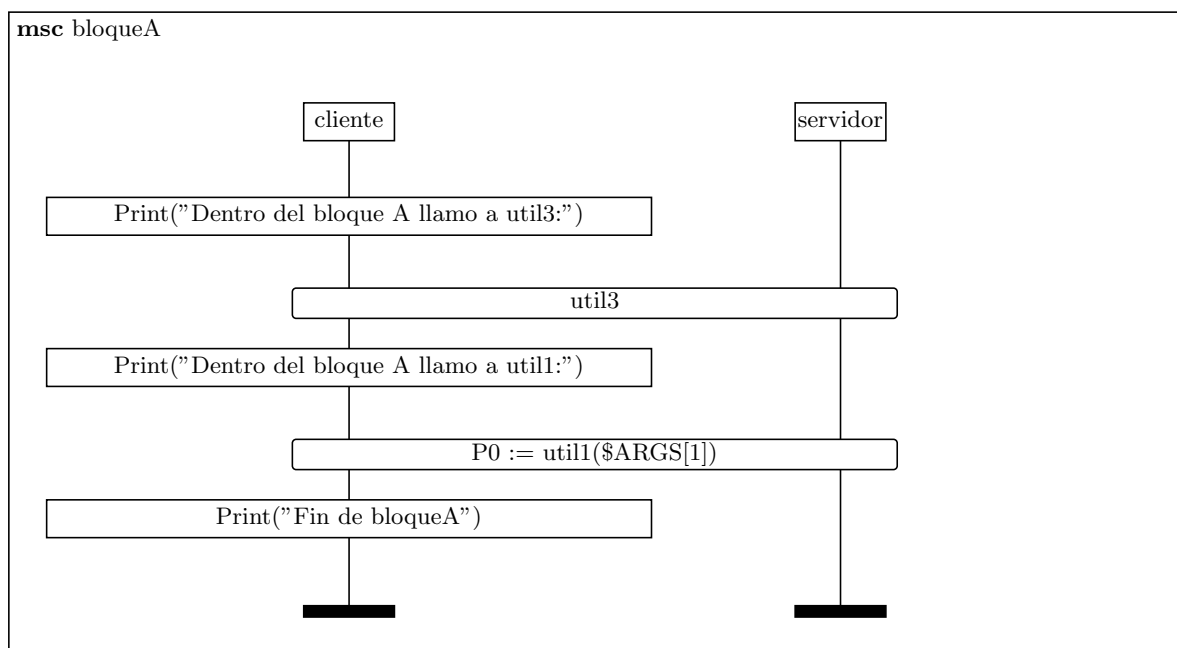 msc bloqueA
cliente
servidor
Print(”Dentro del bloque A llamo a util3:”)
util3
Print(”Dentro del bloque A llamo a util1:”)
P0 := util1($ARGS[1])
Print(”Fin de bloqueA”)